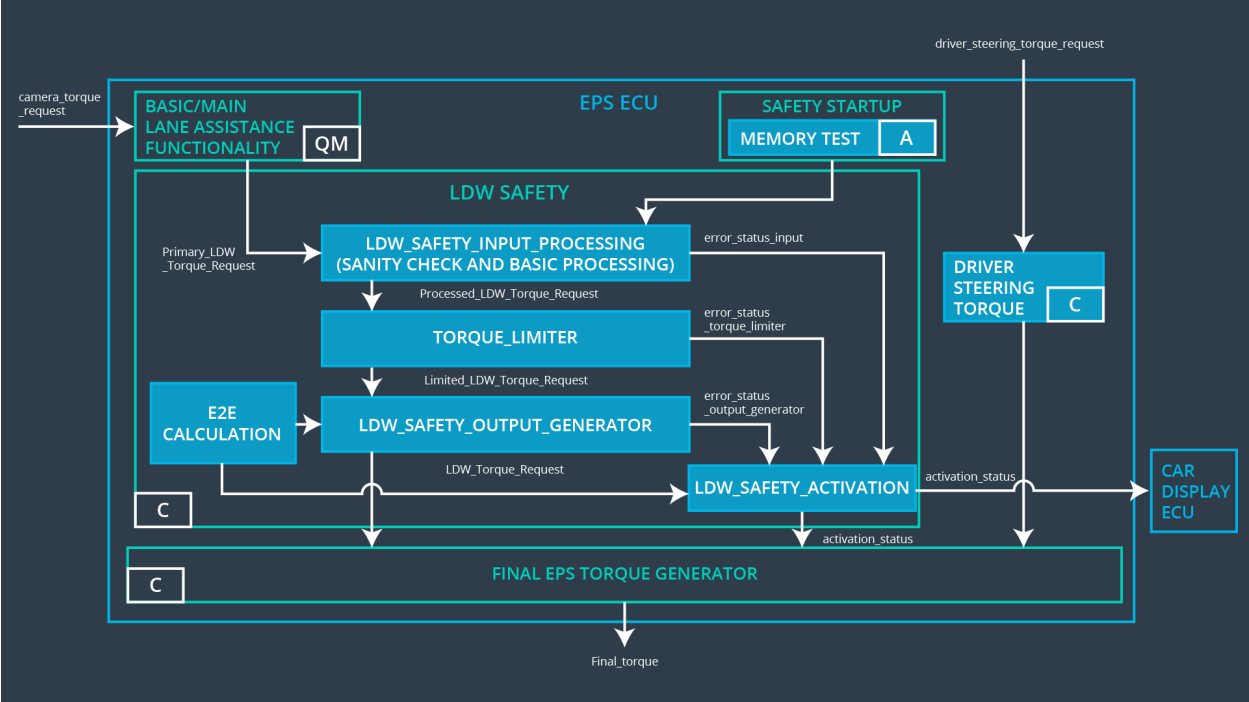 driver_steering_torque_request
camera_torque
_request
EPS ECU
BASIC/MAIN
LANE ASSISTANCE
FUNCTIONALITY
QM
SAFETY STARTUP
MEMORY TEST
A
LDW SAFETY
Primary_LDW
_Torque_Request
LDW_SAFETY_INPUT_PROCESSING
(SANITY CHECK AND BASIC PROCESSING)
error_status_input
DRIVER
STEERING
TORQUE
C
Processed_LDW_Torque_Request
TORQUE_LIMITER
error_status
_torque_limiter
Limited_LDW_Torque_Request
E2E
CALCULATION
LDW_SAFETY_OUTPUT_GENERATOR
error_status
_output_generator
LDW_Torque_Request
LDW_SAFETY_ACTIVATION
activation_status
CAR
DISPLAY
ECU
C
activation_status
C
FINAL EPS TORQUE GENERATOR
Final_torque